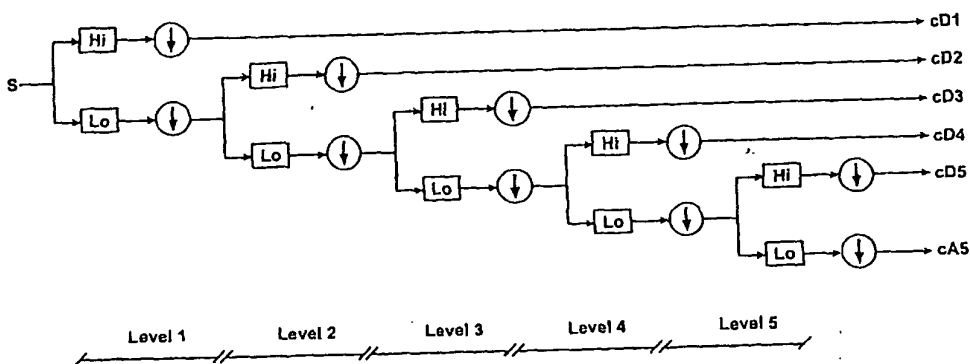 Hi
cD1
Hi
cD2
S
Lo
Hi
cD3
Lo
Hi
cD4
Lo
Hi
cD5
Lo
Lo
cA5
Level 1 Level 2 Level 3 Level 4 Level 5